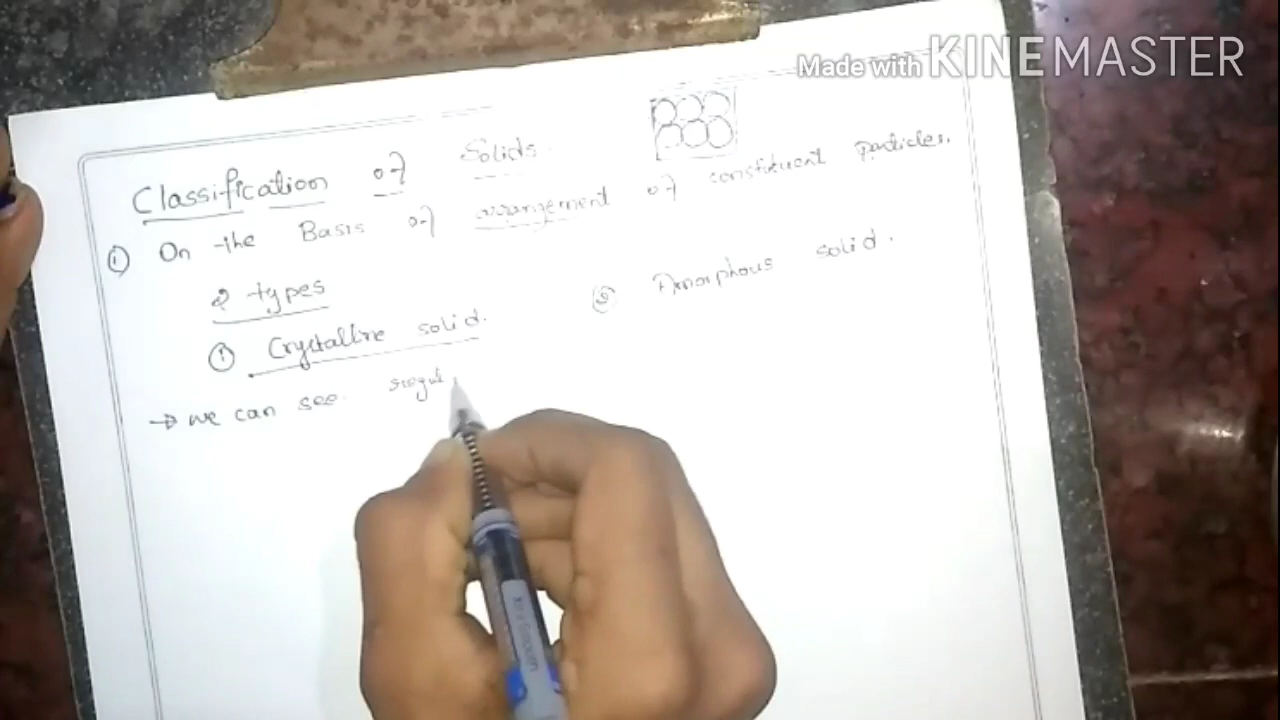 Made with KINEMASTER
Classification of Solids.
① On the Basis of arrangement of constituent particles.
2 types
① Crystalline solid. ② Amorphous solid.
→ we can see. regul